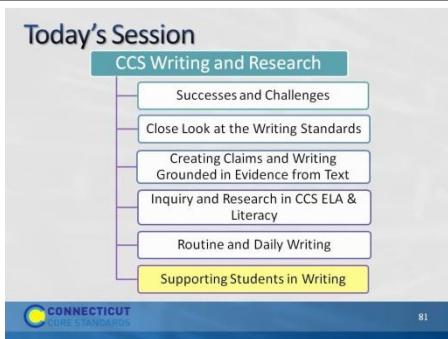 Today's Session
CCS Writing and Research
Successes and Challenges
Close Look at the Writing Standards
Creating Claims and Writing
Grounded in Evidence from Text
Inquiry and Research in CCS ELA &
Literacy
Routine and Daily Writing
Supporting Students in Writing
CONNECTICUT
CORE STANDARDS
81